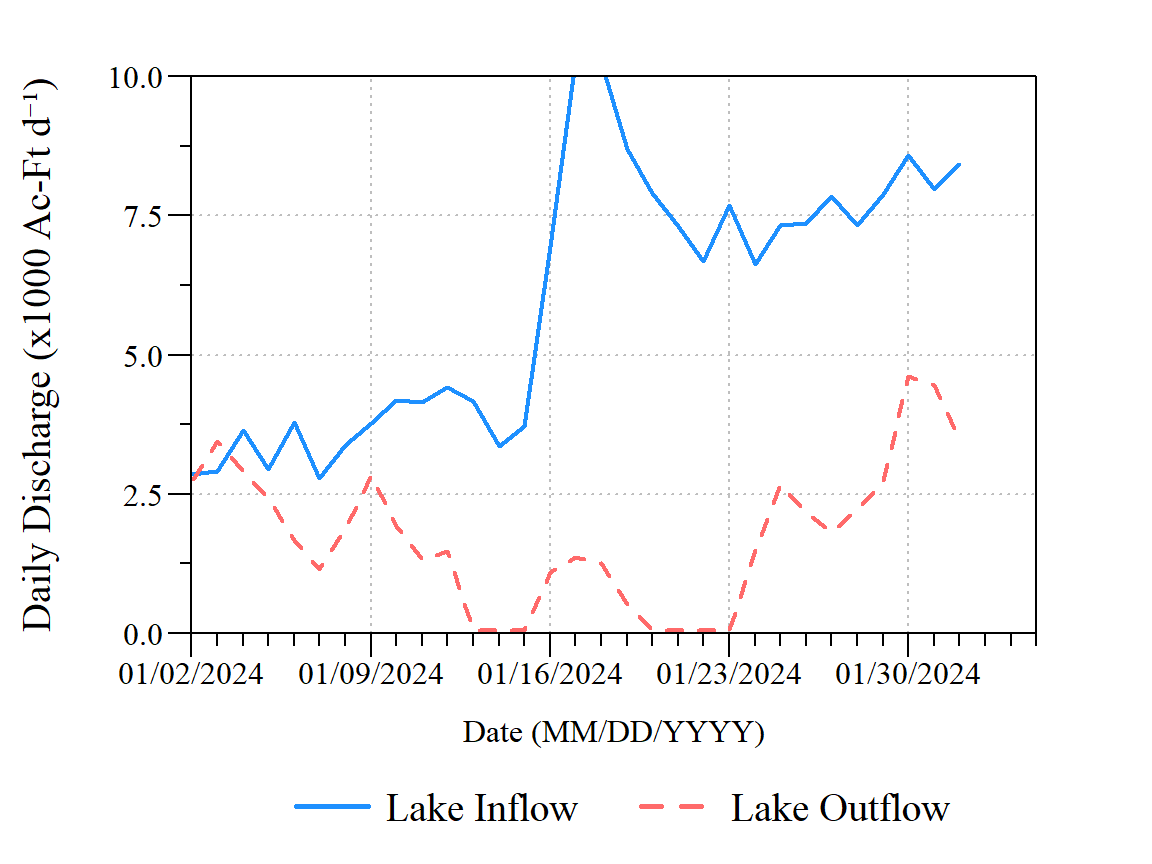 Daily Discharge (x1000 Ac-Ft d⁻¹)
10.0
7.5
5.0
2.5
0.0
01/02/2024 01/09/2024 01/16/2024 01/23/2024 01/30/2024
Date (MM/DD/YYYY)
Lake Inflow Lake Outflow